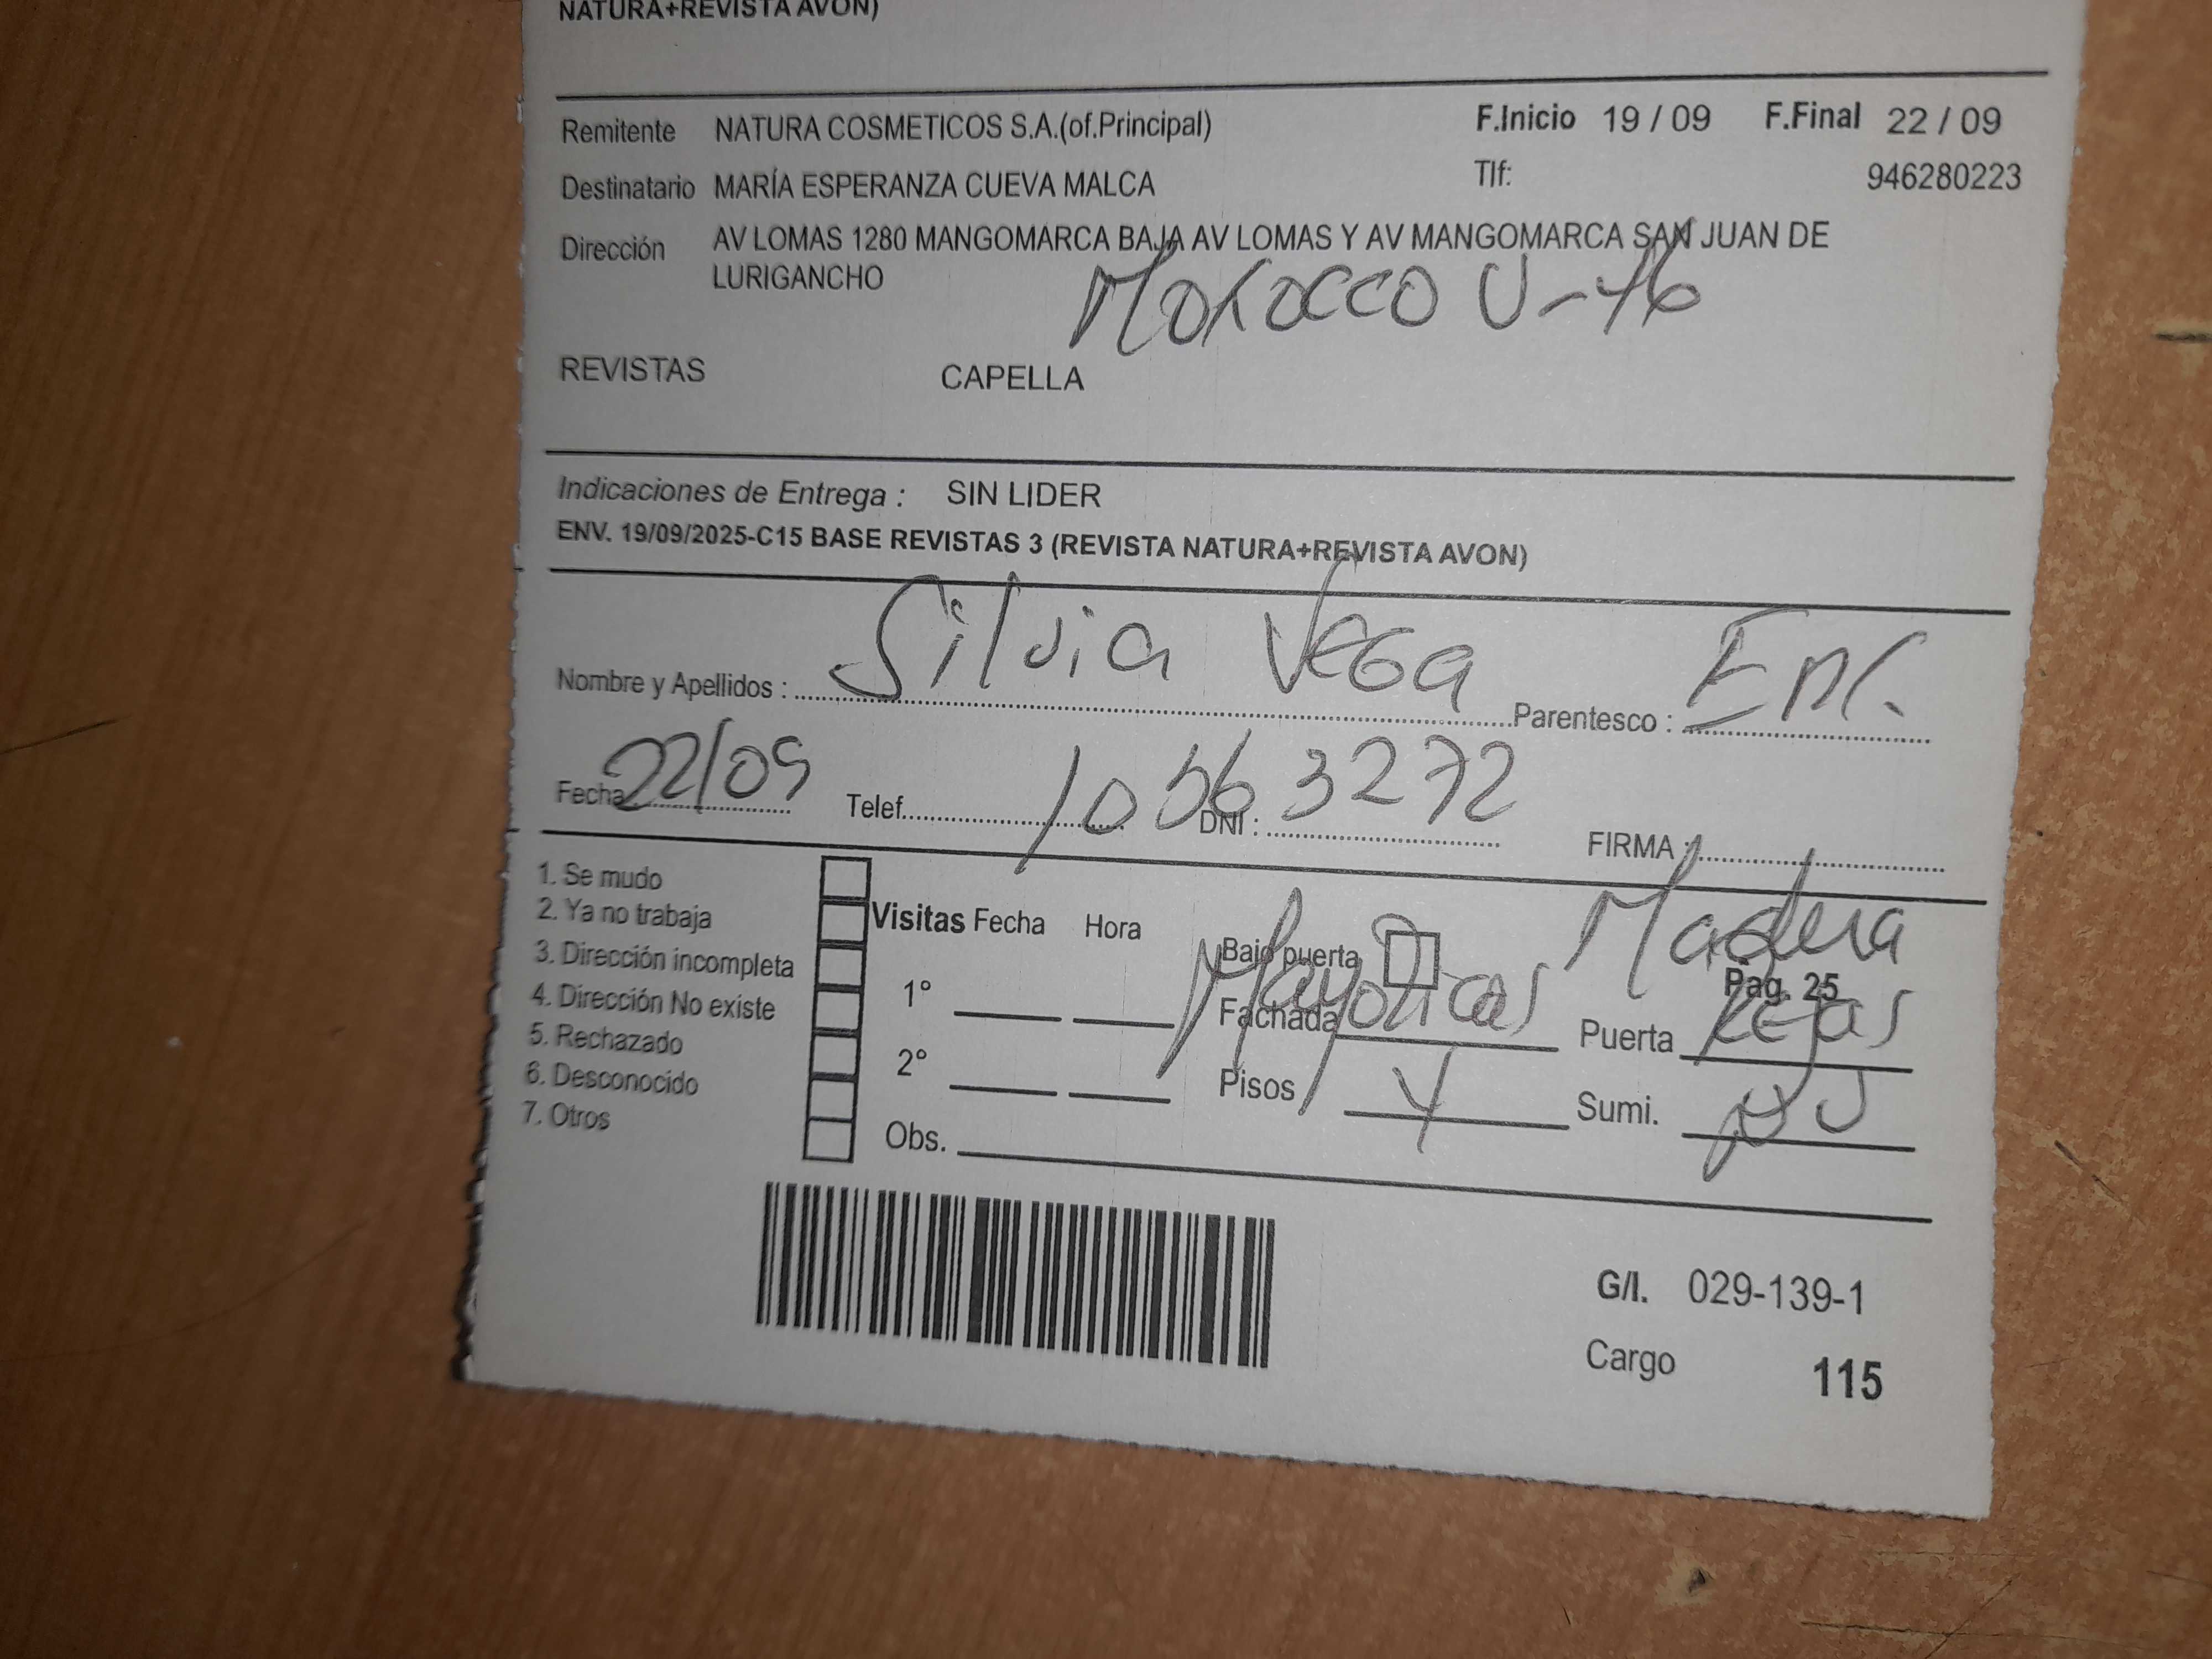 NATURA+REVISTA AVON)
Remitente NATURA COSMETICOS S.A.(of.Principal) F.Inicio 19 / 09 F.Final 22 / 09
Destinatario MARÍA ESPERANZA CUEVA MALCA Tlf: 946280223
Dirección AV LOMAS 1280 MANGOMARCA BAJA AV LOMAS Y AV MANGOMARCA SAN JUAN DE
LURIGANCHO
Morocco U-46
REVISTAS CAPELLA
Indicaciones de Entrega : SIN LIDER
ENV. 19/09/2025-C15 BASE REVISTAS 3 (REVISTA NATURA+REVISTA AVON)
Nombre y Apellidos : Silvia Vega Parentesco : Enc.
Fecha 22/09 Telef. DNI : 10563272 FIRMA :
1. Se mudo
2. Ya no trabaja
3. Dirección incompleta
4. Dirección No existe
5. Rechazado
6. Desconocido
7. Otros
Visitas Fecha Hora
1°
2°
Obs.
Bajo puerta
Fachada Mayolicas
Pisos 4
Madera
Pag. 25
Puerta Rejas
Sumi.
G/I. 029-139-1
Cargo 115